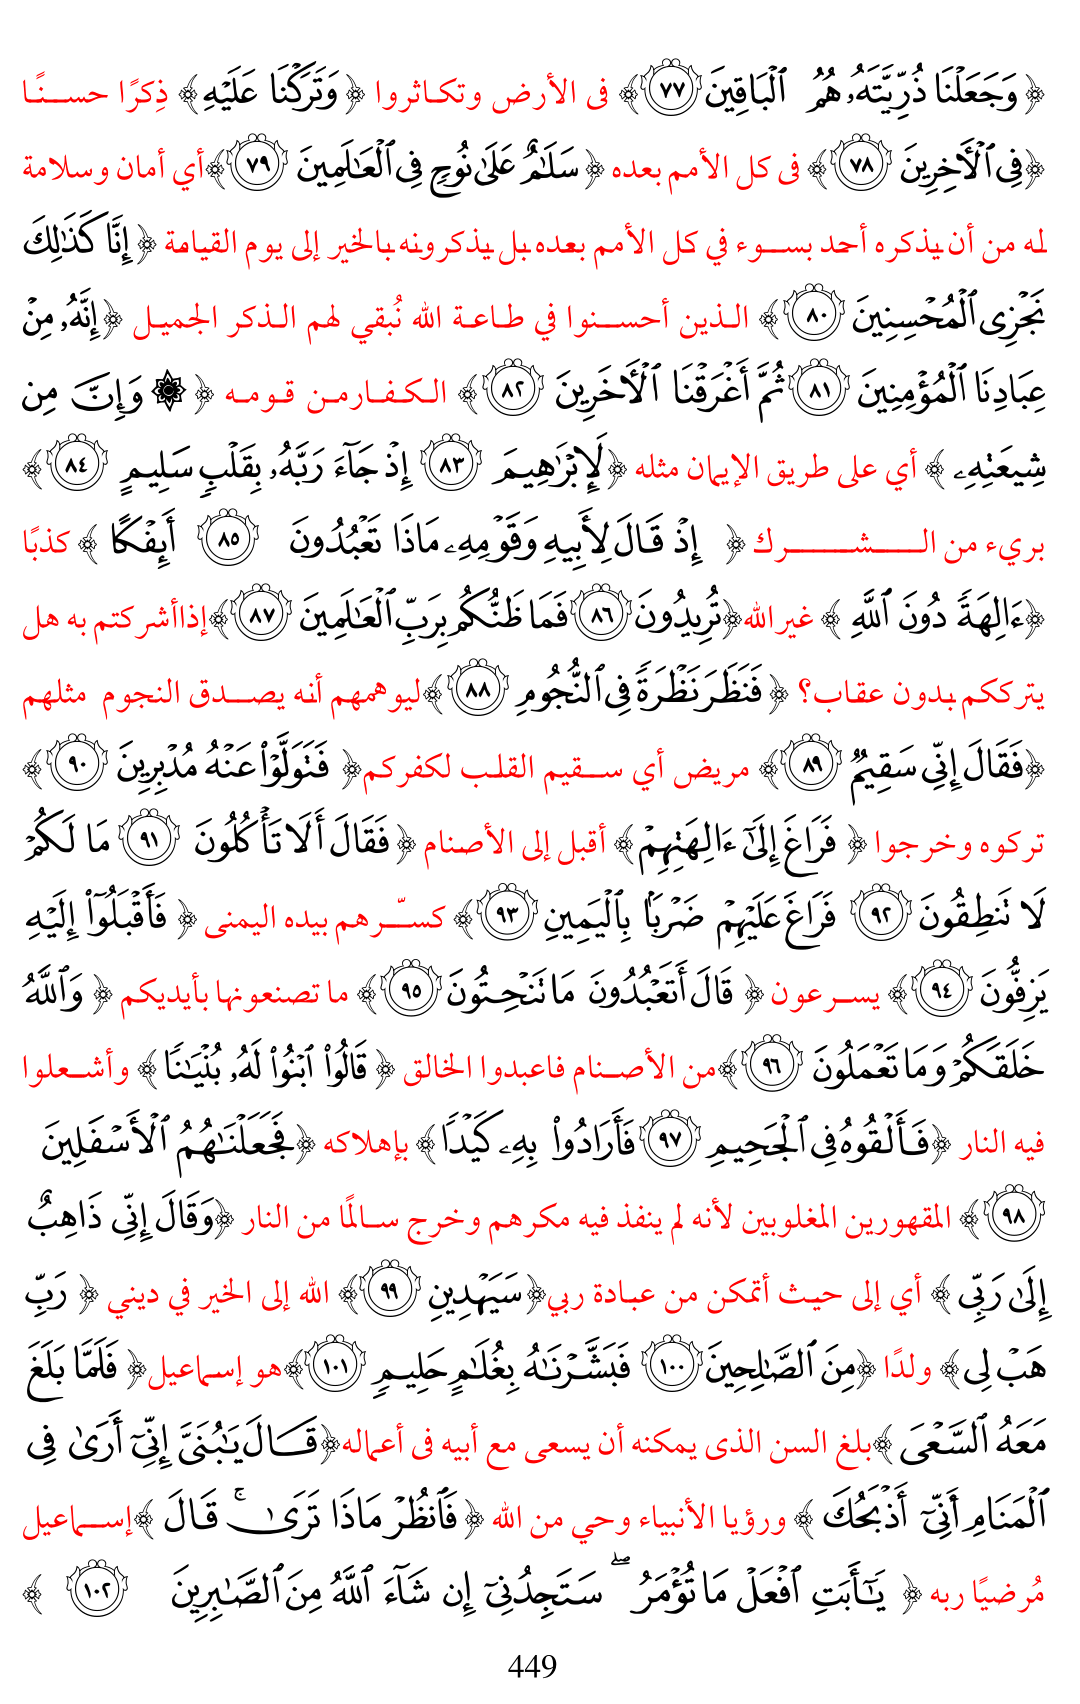 ﴿ وَجَعَلْنَا ذُرِّيَّتَهُۥ هُمُ ٱلْبَاقِينَ ٧٧ ﴾ فى الأرض وتكاثروا ﴿ وَتَرَكْنَا عَلَيْهِ ﴾ ذِكرًا حسنًا
﴿ فِى ٱلْأَخِرِينَ ٧٨ ﴾ فى كل الأمم بعده ﴿ سَلَٰمٌ عَلَىٰ نُوحٍ فِى ٱلْعَٰلَمِينَ ٧٩ ﴾ أي أمان وسلامة
له من أن يذكره أحد بسوء في كل الأمم بعده بل يذكرونه بالخير إلى يوم القيامة ﴿ إِنَّا كَذَٰلِكَ
نَجْزِى ٱلْمُحْسِنِينَ ٨٠ ﴾ الذين أحسنوا في طاعة الله نُبقي لهم الذكر الجميل ﴿ إِنَّهُۥ مِنْ
عِبَادِنَا ٱلْمُؤْمِنِينَ ٨١ ثُمَّ أَغْرَقْنَا ٱلْأَخَرِينَ ٨٢ ﴾ الكفار من قومه ﴿ ۞ وَإِنَّ مِن
شِيعَتِهِۦ ﴾ أي على طريق الإيمان مثله ﴿ لَإِبْرَٰهِيمَ ٨٣ إِذْ جَآءَ رَبَّهُۥ بِقَلْبٍ سَلِيمٍ ٨٤ ﴾
بريء من الشرك ﴿ إِذْ قَالَ لِأَبِيهِ وَقَوْمِهِۦ مَاذَا تَعْبُدُونَ ٨٥ أَئِفْكًا ﴾ كذبًا
﴿ ءَالِهَةً دُونَ ٱللَّهِ ﴾ غير الله ﴿ تُرِيدُونَ ٨٦ فَمَا ظَنُّكُم بِرَبِّ ٱلْعَٰلَمِينَ ٨٧ ﴾ إذا أشركتم به هل
يترككم بدون عقاب؟ ﴿ فَنَظَرَ نَظْرَةً فِى ٱلنُّجُومِ ٨٨ ﴾ ليوهمهم أنه يصدق النجوم مثلهم
﴿ فَقَالَ إِنِّى سَقِيمٌ ٨٩ ﴾ مريض أي سقيم القلب لكفركم ﴿ فَتَوَلَّوْا۟ عَنْهُ مُدْبِرِينَ ٩٠ ﴾
تركوه وخرجوا ﴿ فَرَاغَ إِلَىٰٓ ءَالِهَتِهِمْ ﴾ أقبل إلى الأصنام ﴿ فَقَالَ أَلَا تَأْكُلُونَ ٩١ مَا لَكُمْ
لَا تَنطِقُونَ ٩٢ فَرَاغَ عَلَيْهِمْ ضَرْبًۢا بِٱلْيَمِينِ ٩٣ ﴾ كسّرهم بيده اليمنى ﴿ فَأَقْبَلُوٓا۟ إِلَيْهِ
يَزِفُّونَ ٩٤ ﴾ يسرعون ﴿ قَالَ أَتَعْبُدُونَ مَا تَنْحِتُونَ ٩٥ ﴾ ما تصنعونها بأيديكم ﴿ وَٱللَّهُ
خَلَقَكُمْ وَمَا تَعْمَلُونَ ٩٦ ﴾ من الأصنام فاعبدوا الخالق ﴿ قَالُوا۟ ٱبْنُوا۟ لَهُۥ بُنْيَٰنًا ﴾ وأشعلوا
فيه النار ﴿ فَأَلْقُوهُ فِى ٱلْجَحِيمِ ٩٧ فَأَرَادُوا۟ بِهِۦ كَيْدًا ﴾ بإهلاكه ﴿ فَجَعَلْنَٰهُمُ ٱلْأَسْفَلِينَ
٩٨ ﴾ المقهورين المغلوبين لأنه لم ينفذ فيه مكرهم وخرج سالمًا من النار ﴿ وَقَالَ إِنِّى ذَاهِبٌ
إِلَىٰ رَبِّى ﴾ أي إلى حيث أتمكن من عبادة ربي ﴿ سَيَهْدِينِ ٩٩ ﴾ الله إلى الخير في ديني ﴿ رَبِّ
هَبْ لِى ﴾ ولدًا ﴿ مِنَ ٱلصَّٰلِحِينَ ١٠٠ فَبَشَّرْنَٰهُ بِغُلَٰمٍ حَلِيمٍ ١٠١ ﴾ هو إسماعيل ﴿ فَلَمَّا بَلَغَ
مَعَهُ ٱلسَّعْىَ ﴾ بلغ السن الذى يمكنه أن يسعى مع أبيه فى أعماله ﴿ قَالَ يَٰبُنَىَّ إِنِّىٓ أَرَىٰ فِى
ٱلْمَنَامِ أَنِّىٓ أَذْبَحُكَ ﴾ ورؤيا الأنبياء وحي من الله ﴿ فَٱنظُرْ مَاذَا تَرَىٰ ۚ قَالَ ﴾ إسماعيل
مُرضيًا ربه ﴿ يَٰٓأَبَتِ ٱفْعَلْ مَا تُؤْمَرُ ۖ سَتَجِدُنِىٓ إِن شَآءَ ٱللَّهُ مِنَ ٱلصَّٰبِرِينَ ١٠٢ ﴾
449